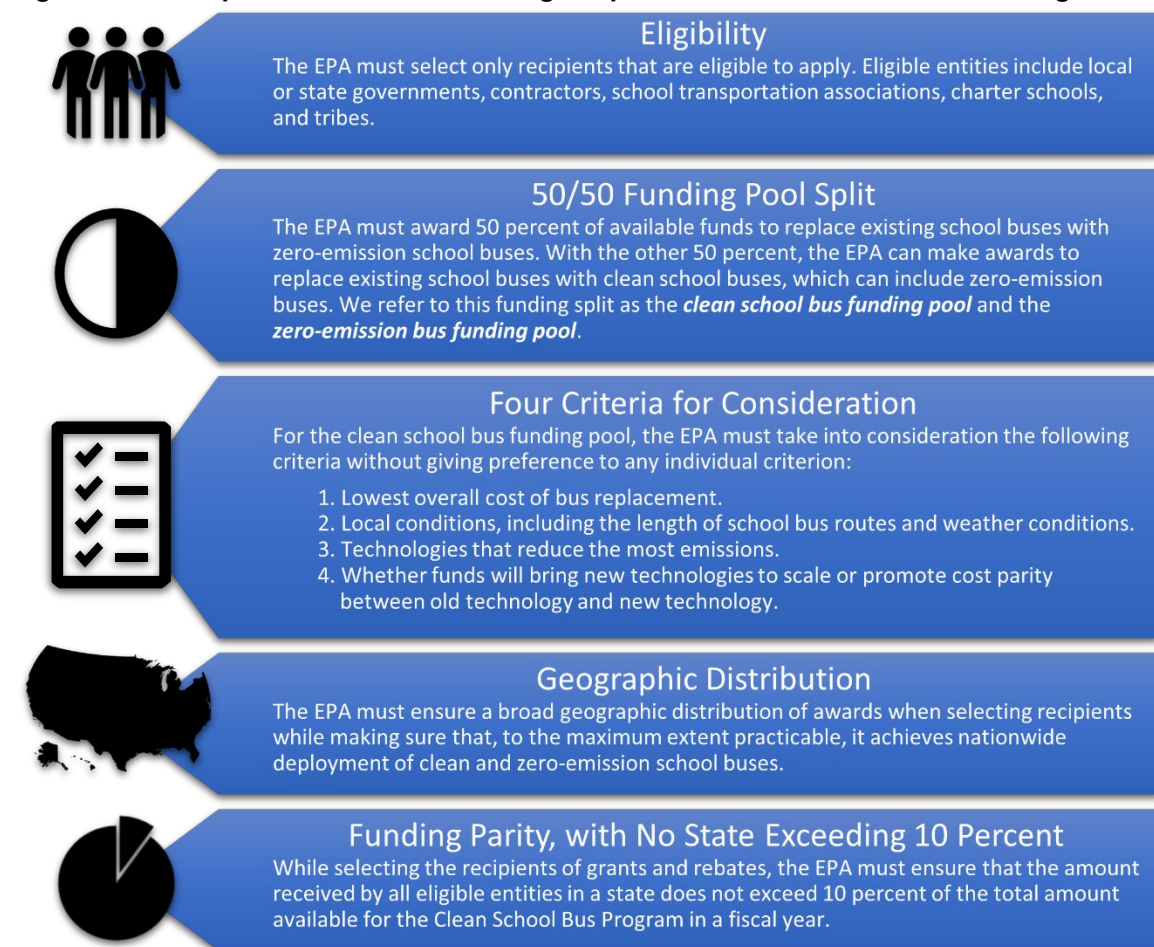 Eligibility
The EPA must select only recipients that are eligible to apply. Eligible entities include local
or state governments, contractors, school transportation associations, charter schools,
and tribes.
50/50 Funding Pool Split
The EPA must award 50 percent of available funds to replace existing school buses with
zero-emission school buses. With the other 50 percent, the EPA can make awards to
replace existing school buses with clean school buses, which can include zero-emission
buses. We refer to this funding split as the clean school bus funding pool and the
zero-emission bus funding pool.
Four Criteria for Consideration
For the clean school bus funding pool, the EPA must take into consideration the following
criteria without giving preference to any individual criterion:
1. Lowest overall cost of bus replacement.
2. Local conditions, including the length of school bus routes and weather conditions.
3. Technologies that reduce the most emissions.
4. Whether funds will bring new technologies to scale or promote cost parity
between old technology and new technology.
Geographic Distribution
The EPA must ensure a broad geographic distribution of awards when selecting recipients
while making sure that, to the maximum extent practicable, it achieves nationwide
deployment of clean and zero-emission school buses.
Funding Parity, with No State Exceeding 10 Percent
While selecting the recipients of grants and rebates, the EPA must ensure that the amount
received by all eligible entities in a state does not exceed 10 percent of the total amount
available for the Clean School Bus Program in a fiscal year.